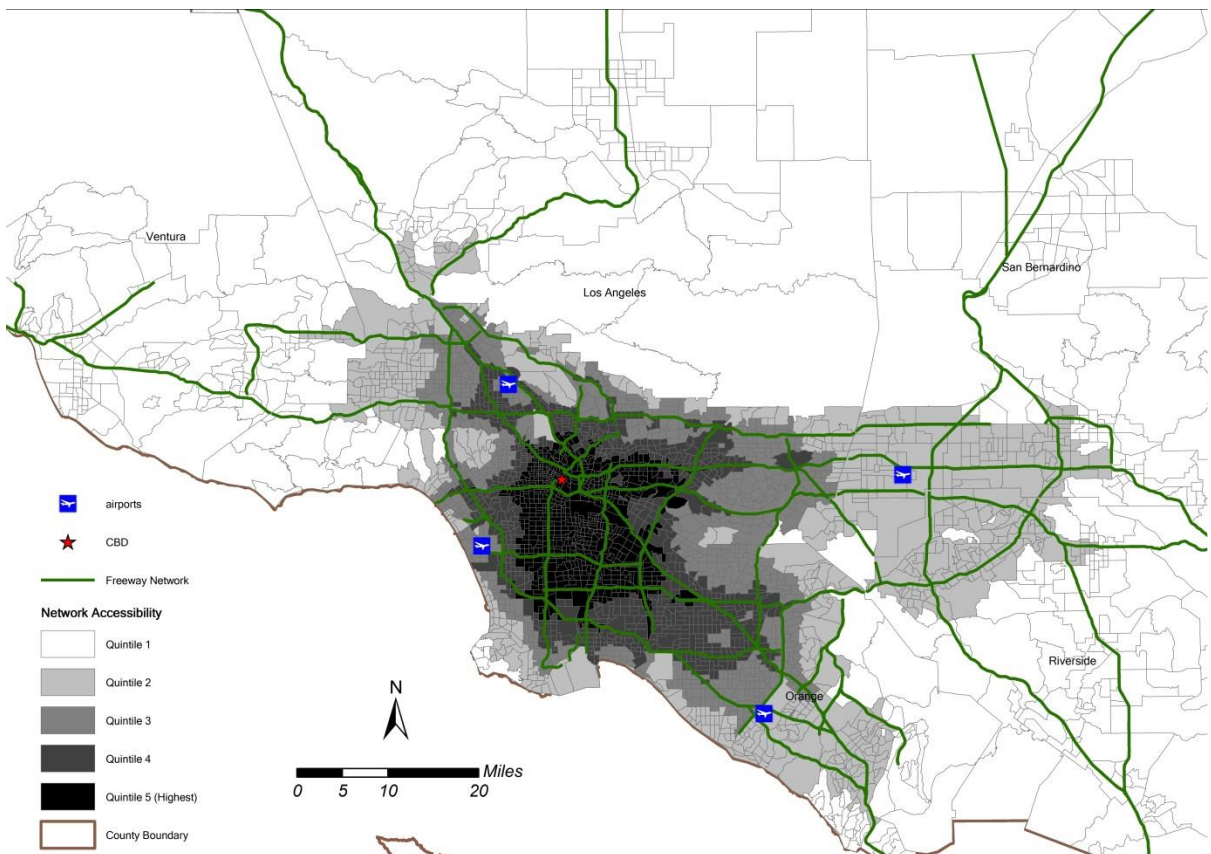 Ventura
Los Angeles
San Bernardino
Riverside
Orange
airports
CBD
Freeway Network
Network Accessibility
Quintile 1
Quintile 2
Quintile 3
Quintile 4
Quintile 5 (Highest)
County Boundary
N
Miles
0 5 10 20